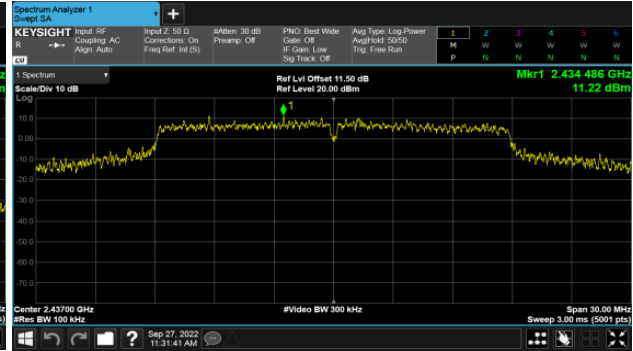 Spectrum Analyzer 1
Swept SA
KEYSIGHT Input: RF Input Z: 50 Ω #Atten: 30 dB PNO: Best Wide Avg Type: Log-Power 1 2 3 4 5 6
R Coupling: AC Corrections: On Preamp: Off Gate: Off Avg|Hold: 50/50 M W W W W W
Align: Auto Freq Ref: Int (S) IF Gain: Low Trig: Free Run
LXI Sig Track: Off P N N N N N
1 Spectrum Ref Lvl Offset 11.50 dB Mkr1 2.434 486 GHz
Scale/Div 10 dB Ref Level 20.00 dBm 11.22 dBm
Log
1
10.0
0.00
-10.0
-20.0
-30.0
-40.0
-50.0
-60.0
-70.0
Center 2.43700 GHz #Video BW 300 kHz Span 30.00 MHz
#Res BW 100 kHz Sweep 3.00 ms (5001 pts)
? Sep 27, 2022
11:31:41 AM